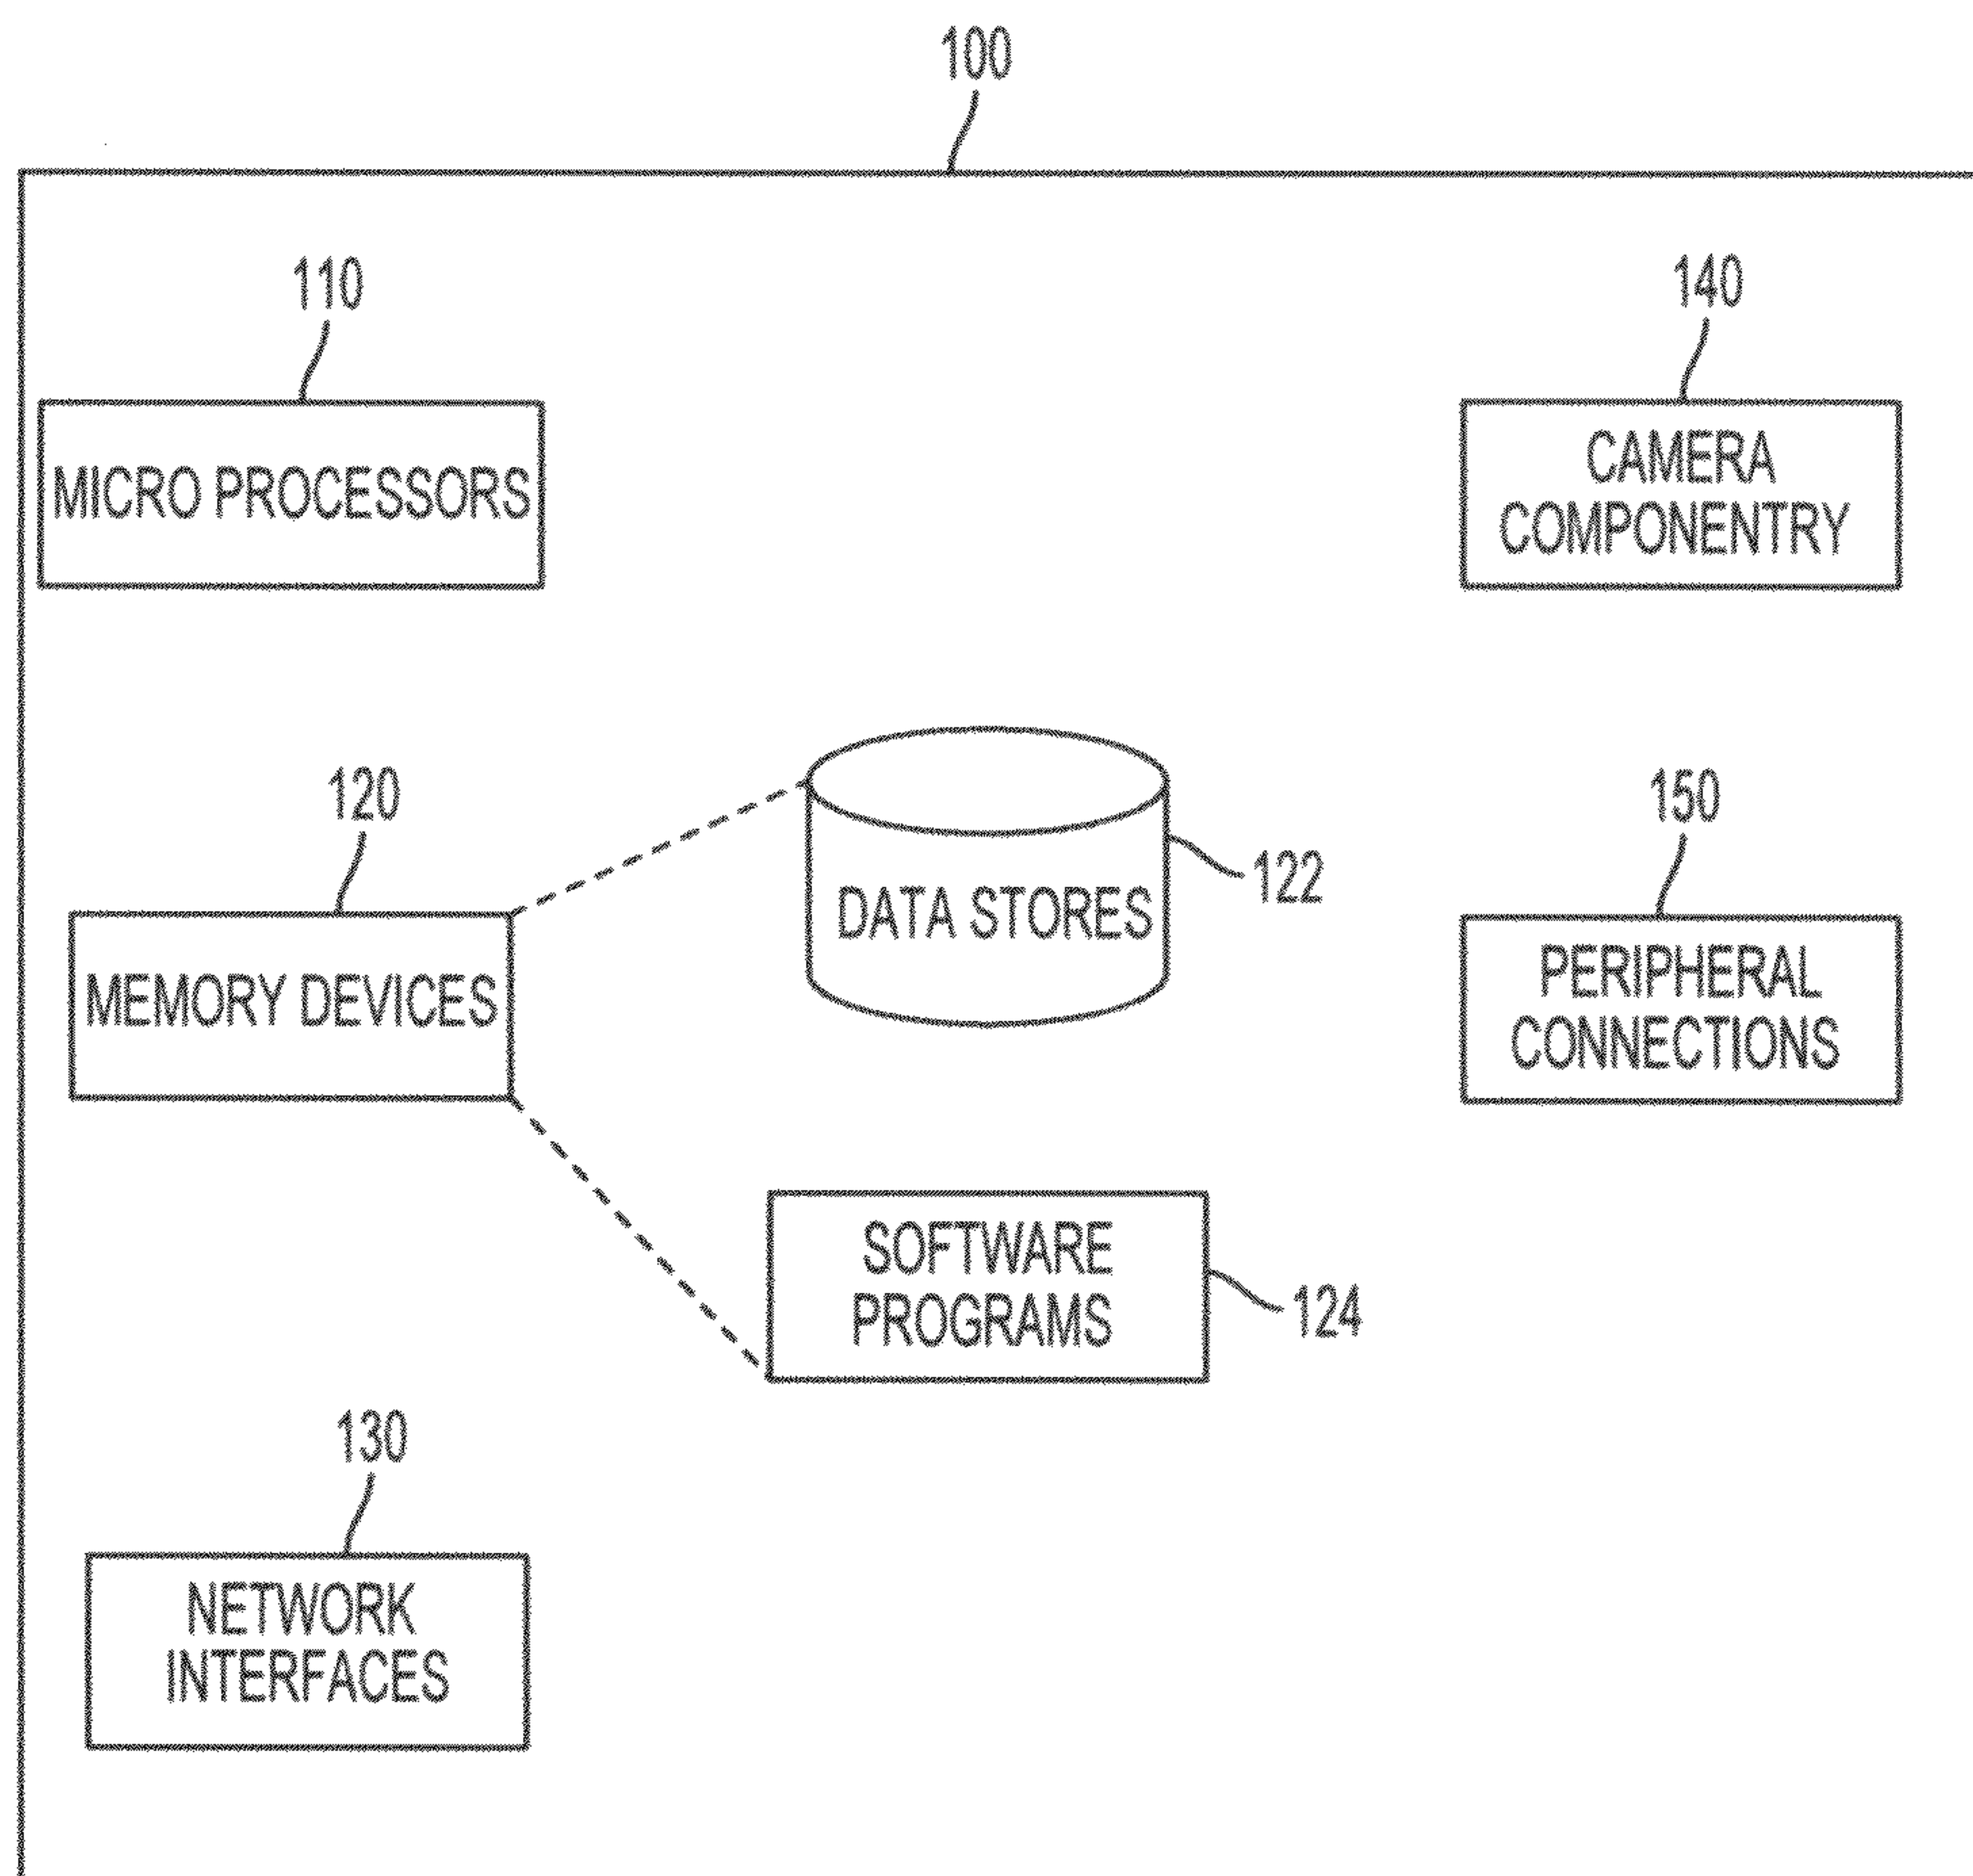 100
110
MICRO PROCESSORS
140
CAMERA
COMPONENTRY
120
MEMORY DEVICES
DATA STORES
122
150
PERIPHERAL
CONNECTIONS
SOFTWARE
PROGRAMS
124
130
NETWORK
INTERFACES